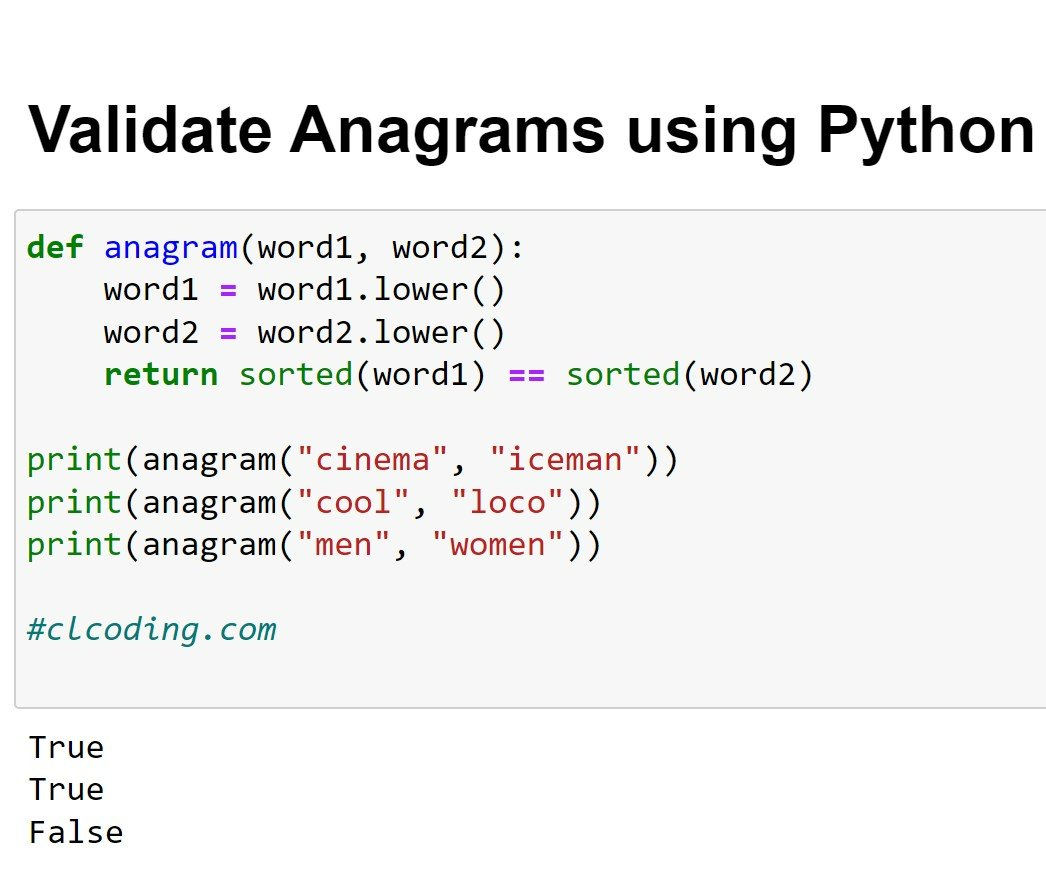 Validate Anagrams using Python
def anagram(word1, word2):
    word1 = word1.lower()
    word2 = word2.lower()
    return sorted(word1) == sorted(word2)
print(anagram("cinema", "iceman"))
print(anagram("cool", "loco"))
print(anagram("men", "women"))
#clcoding.com
True
True
False